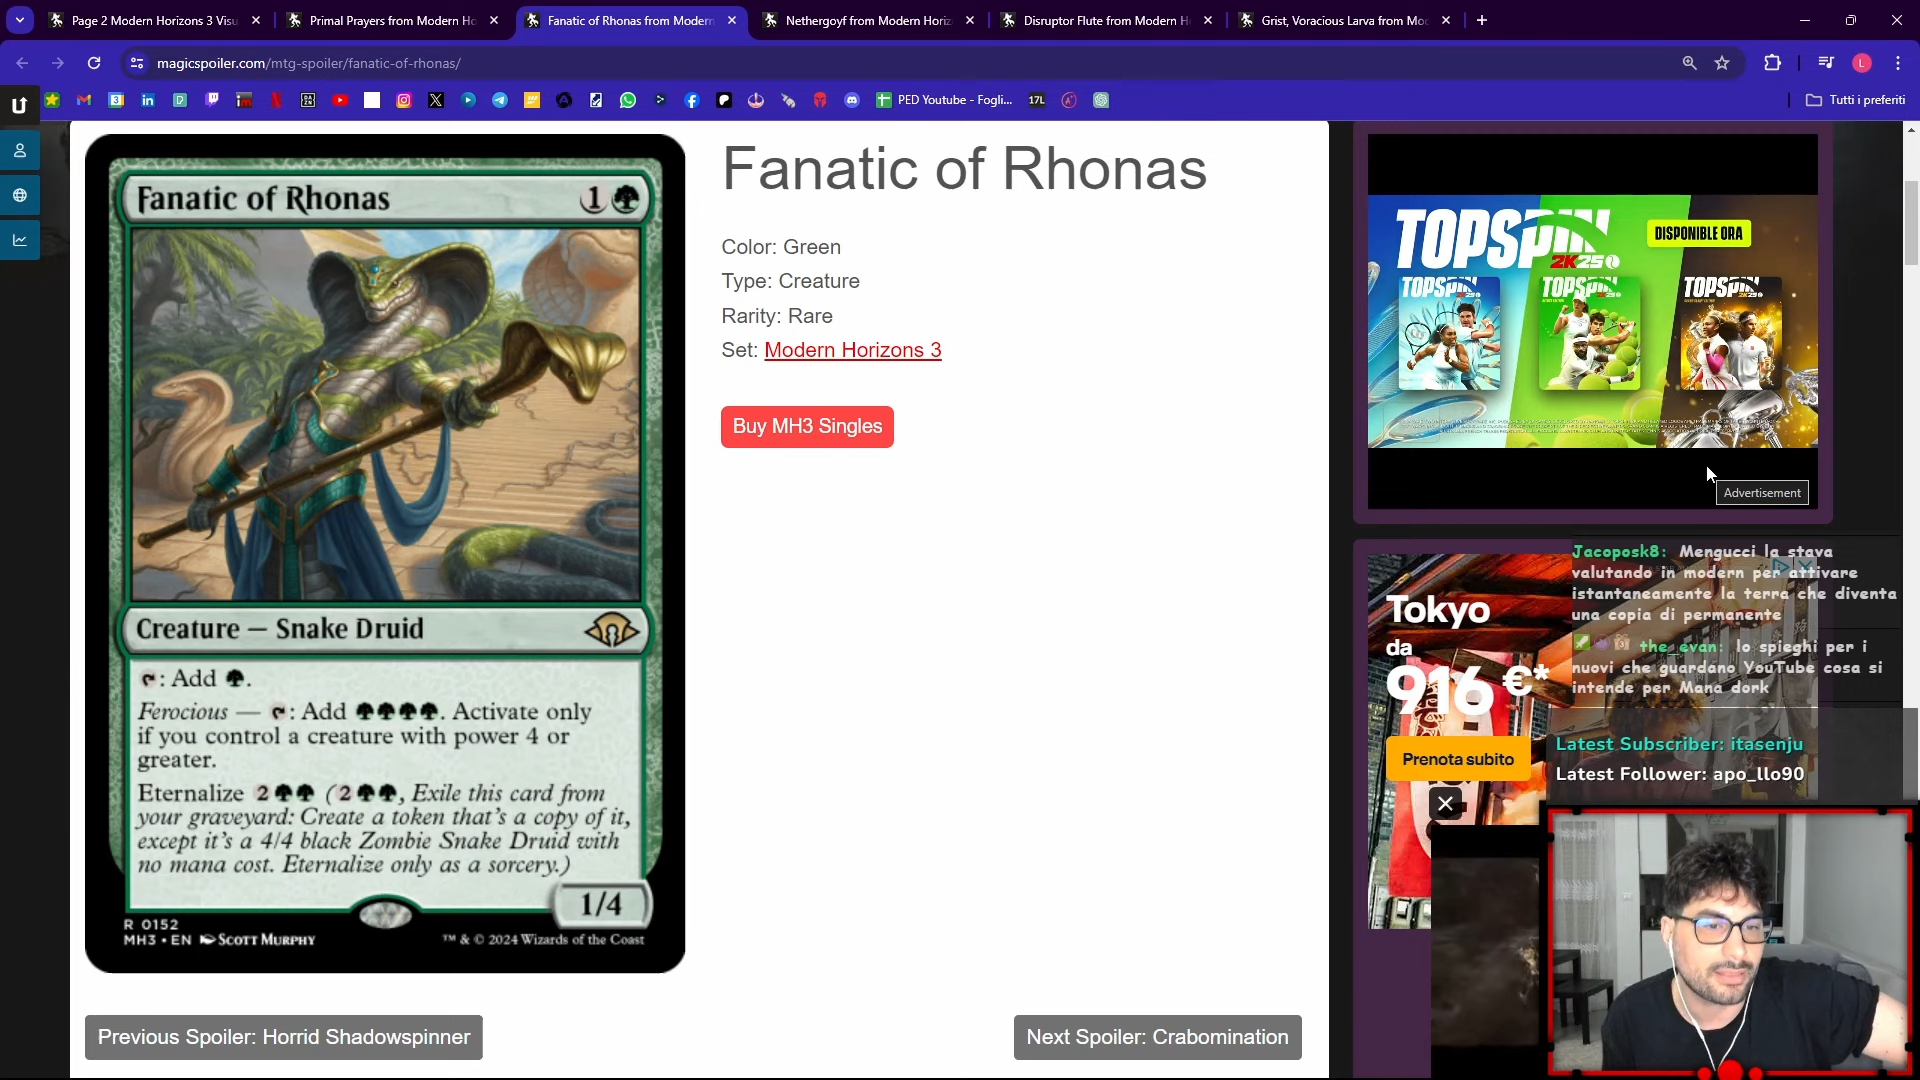 Page 2 Modern Horizons 3 Visu
Primal Prayers from Modern Ho
Fanatic of Rhonas from Modern
Nethergoyf from Modern Horiz
Disruptor Flute from Modern H
Grist, Voracious Larva from Mo
magicspoiler.com/mtg-spoiler/fanatic-of-rhonas/
L
PED Youtube - Fogli...
17L
Tutti i preferiti
Fanatic of Rhonas
1
Creature — Snake Druid
: Add .
Ferocious — : Add . Activate only
if you control a creature with power 4 or
greater.
Eternalize 2 (2, Exile this card from
your graveyard: Create a token that's a copy of it,
except it's a 4/4 black Zombie Snake Druid with
no mana cost. Eternalize only as a sorcery.)
1/4
R 0152
MH3 • EN SCOTT MURPHY
™ & © 2024 Wizards of the Coast
Fanatic of Rhonas
Color: Green
Type: Creature
Rarity: Rare
Set: Modern Horizons 3
Buy MH3 Singles
Previous Spoiler: Horrid Shadowspinner
Next Spoiler: Crabomination
TOPSPIN
2K25
DISPONIBLE ORA
TOPSPIN
TOPSPIN
TOPSPIN
Advertisement
Tokyo
da
916 €*
Prenota subito
Jacoposk8: Mengucci la stava
valutando in modern per attivare
istantaneamente la terra che diventa
una copia di permanente
the_evan: lo spieghi per i
nuovi che guardano YouTube cosa si
intende per Mana dork
Latest Subscriber: itasenju
Latest Follower: apo_llo90